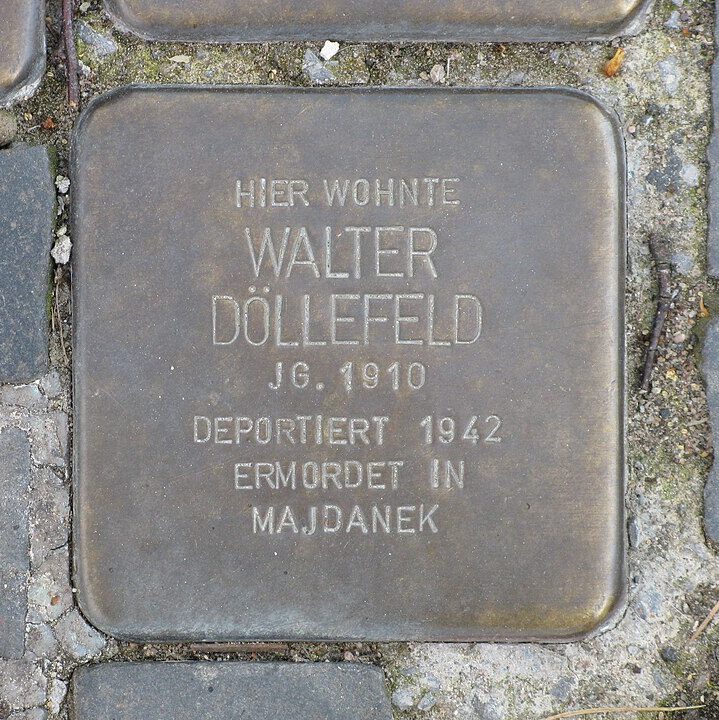 HIER WOHNTE
WALTER
DÖLLEFELD
JG. 1910
DEPORTIERT 1942
ERMORDET IN
MAJDANEK